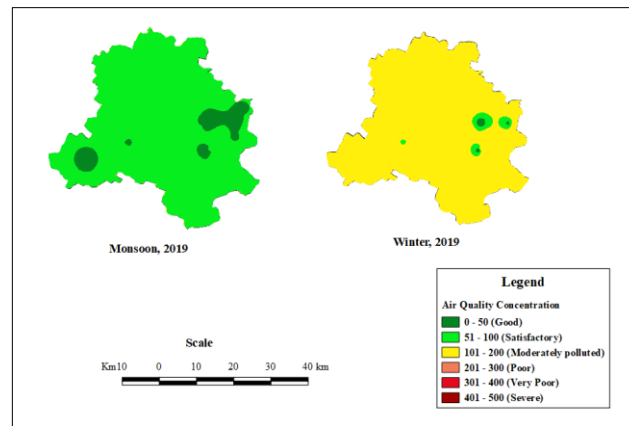 Monsoon, 2019
Winter, 2019
Legend
Air Quality Concentration
0 - 50 (Good)
51 - 100 (Satisfactory)
101 - 200 (Moderately polluted)
201 - 300 (Poor)
301 - 400 (Very Poor)
401 - 500 (Severe)
Scale
Km10 0 10 20 30 40 km